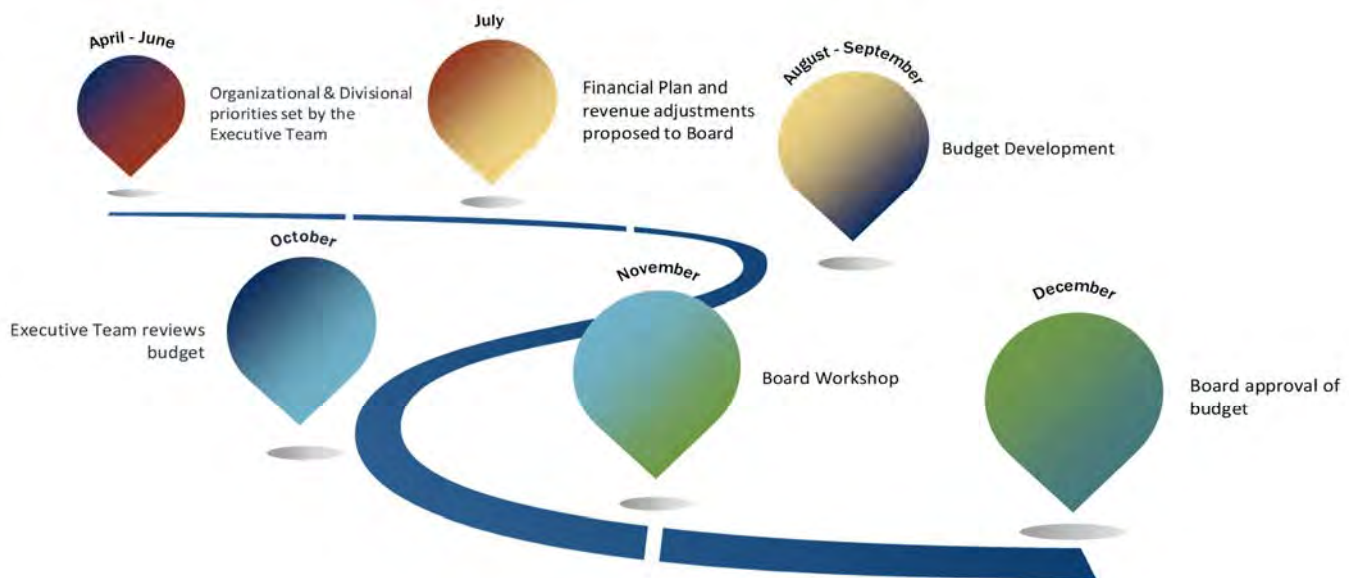 April - June
Organizational & Divisional
priorities set by the
Executive Team
July
Financial Plan and
revenue adjustments
proposed to Board
August - September
Budget Development
October
Executive Team reviews
budget
November
Board Workshop
December
Board approval of
budget